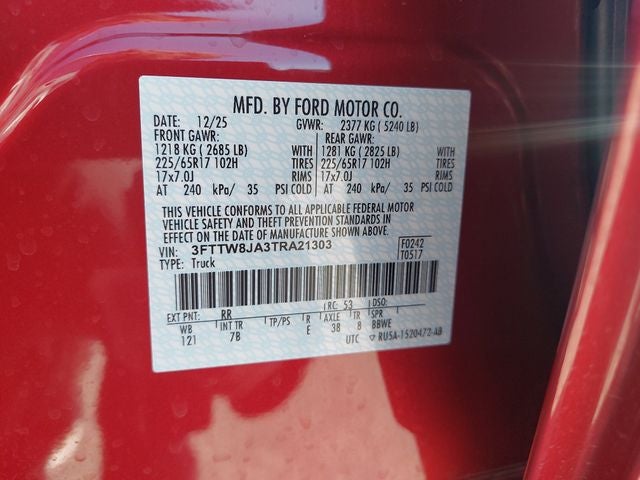 MFD. BY FORD MOTOR CO.
DATE: 12/25 GVWR: 2377 KG ( 5240 LB)
FRONT GAWR: REAR GAWR:
1218 KG ( 2685 LB) WITH 1281 KG ( 2825 LB) WITH
225/65R17 102H TIRES 225/65R17 102H TIRES
17x7.0J RIMS 17x7.0J RIMS
AT 240 kPa/ 35 PSI COLD AT 240 kPa/ 35 PSI COLD
THIS VEHICLE CONFORMS TO ALL APPLICABLE FEDERAL MOTOR
VEHICLE SAFETY AND THEFT PREVENTION STANDARDS IN
EFFECT ON THE DATE OF MANUFACTURE SHOWN ABOVE.
VIN: 3FTTW8JA3TRA21303 F0242
TYPE: Truck T0517
EXT PNT: RR RC: 53 DSO:
WB INT TR TP/PS R AXLE TR SPR
121 7B E 38 8 BBWE
UTC ▽ RU5A-1520472-AB